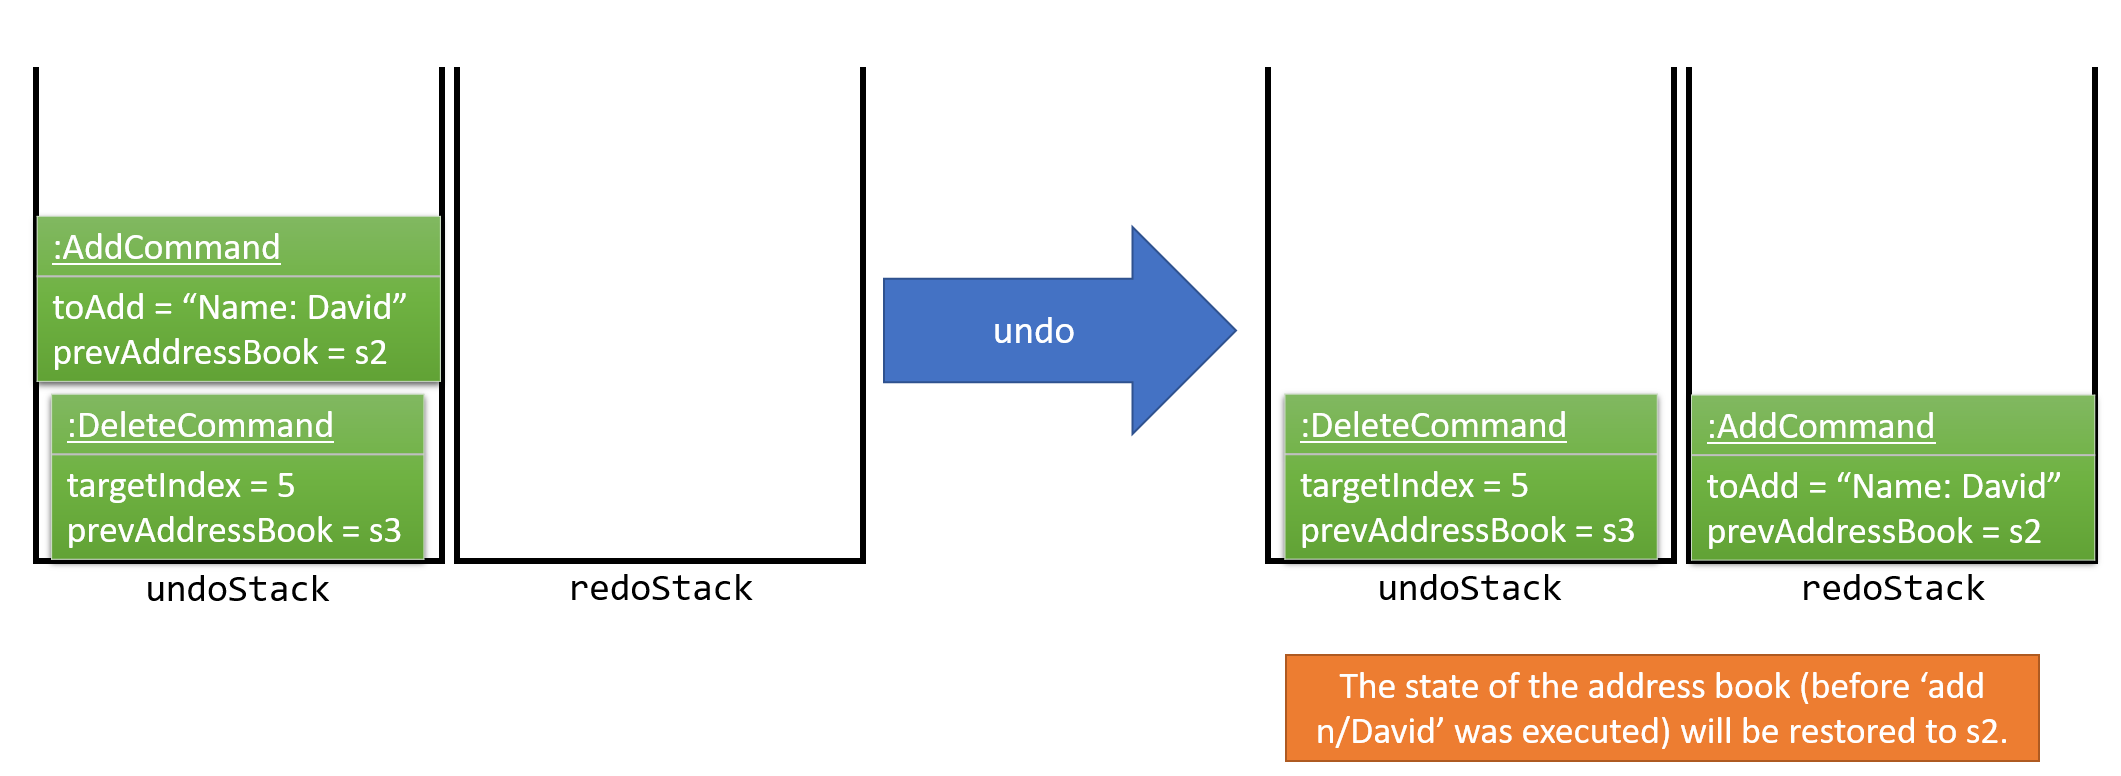 :AddCommand
toAdd = “Name: David”
prevAddressBook = s2
:DeleteCommand
targetIndex = 5
prevAddressBook = s3
undoStack
redoStack
undo
:DeleteCommand
targetIndex = 5
prevAddressBook = s3
undoStack
:AddCommand
toAdd = “Name: David”
prevAddressBook = s2
redoStack
The state of the address book (before ‘add
n/David’ was executed) will be restored to s2.